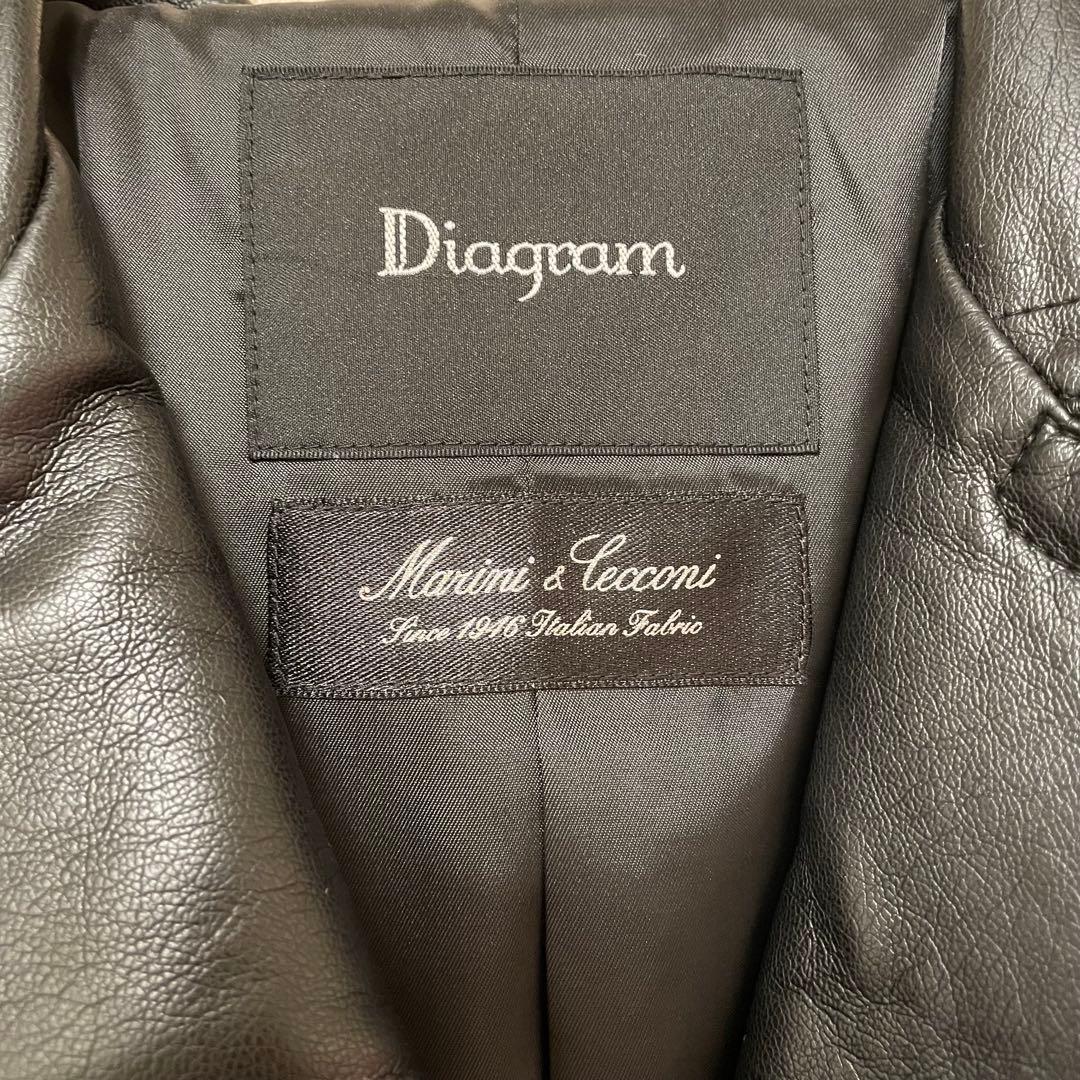 Diagram
Marini & Cecconi
Since 1946 Italian Fabric